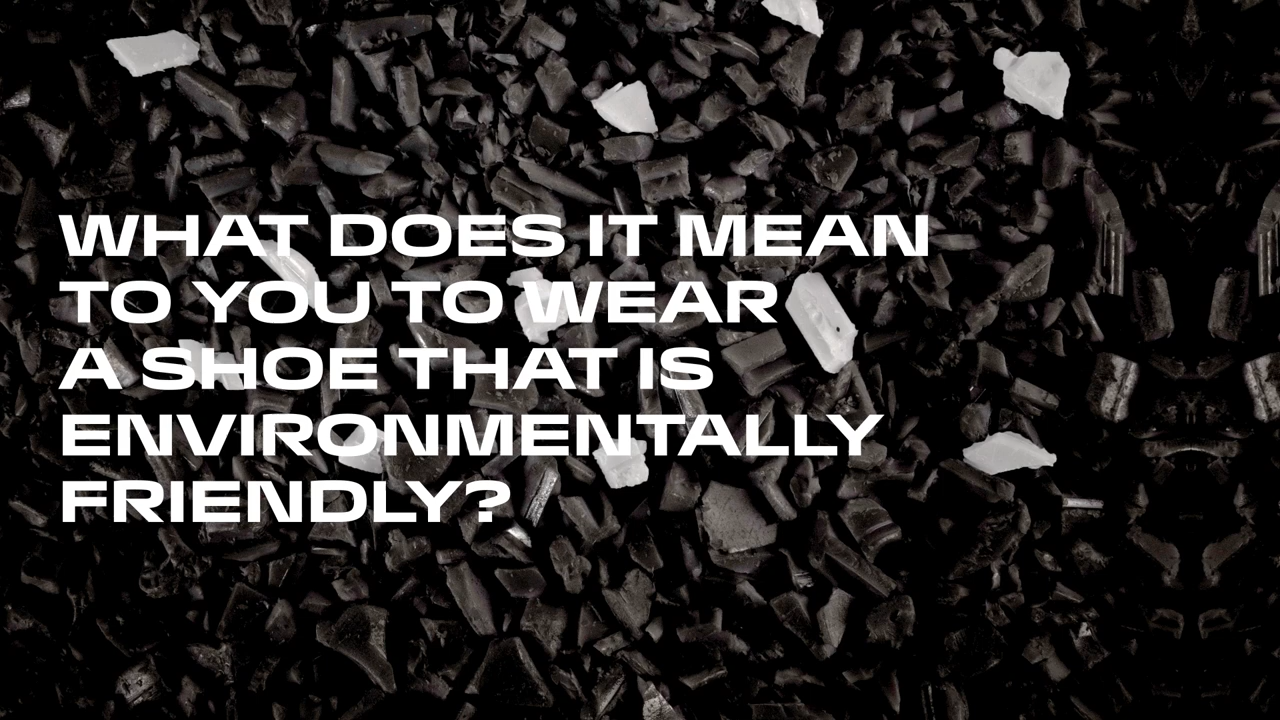 WHAT DOES IT MEAN
TO YOU TO WEAR
A SHOE THAT IS
ENVIRONMENTALLY
FRIENDLY?